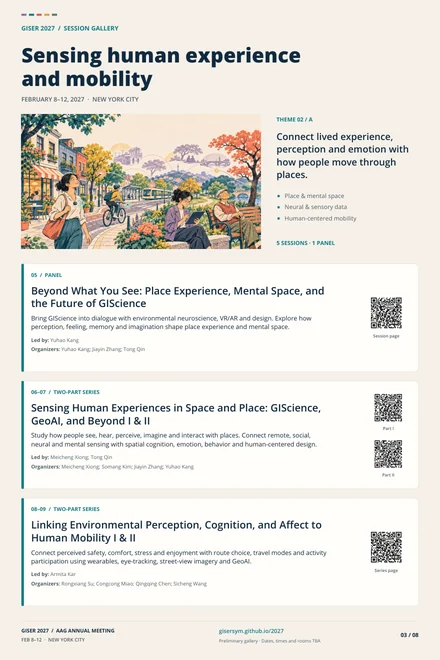 GISER 2027 / SESSION GALLERY
Sensing human experience
and mobility
FEBRUARY 8–12, 2027 · NEW YORK CITY
THEME 02 / A
Connect lived experience,
perception and emotion with
how people move through
places.
Place & mental space
Neural & sensory data
Human-centered mobility
5 SESSIONS · 1 PANEL
05 / PANEL
Beyond What You See: Place Experience, Mental Space, and
the Future of GIScience
Bring GIScience into dialogue with environmental neuroscience, VR/AR and design. Explore how
perception, feeling, memory and imagination shape place experience and mental space.
Led by: Yuhao Kang
Organizers: Yuhao Kang; Jiayin Zhang; Tong Qin
Session page
06–07 / TWO-PART SERIES
Sensing Human Experiences in Space and Place: GIScience,
GeoAI, and Beyond I & II
Study how people see, hear, perceive, imagine and interact with places. Connect remote, social,
neural and mental sensing with spatial cognition, emotion, behavior and human-centered design.
Led by: Meicheng Xiong; Tong Qin
Organizers: Meicheng Xiong; Somang Kim; Jiayin Zhang; Yuhao Kang
Part I
Part II
08–09 / TWO-PART SERIES
Linking Environmental Perception, Cognition, and Affect to
Human Mobility I & II
Connect perceived safety, comfort, stress and enjoyment with route choice, travel modes and activity
participation using wearables, eye-tracking, street-view imagery and GeoAI.
Led by: Armita Kar
Organizers: Rongxiang Su; Congcong Miao; Qingqing Chen; Sicheng Wang
Series page
GISER 2027 / AAG ANNUAL MEETING
FEB 8–12 · NEW YORK CITY
gisersym.github.io/2027
Preliminary gallery · Dates, times and rooms TBA
03 / 08